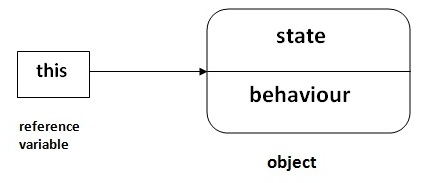 state
this
behaviour
reference
variable
object